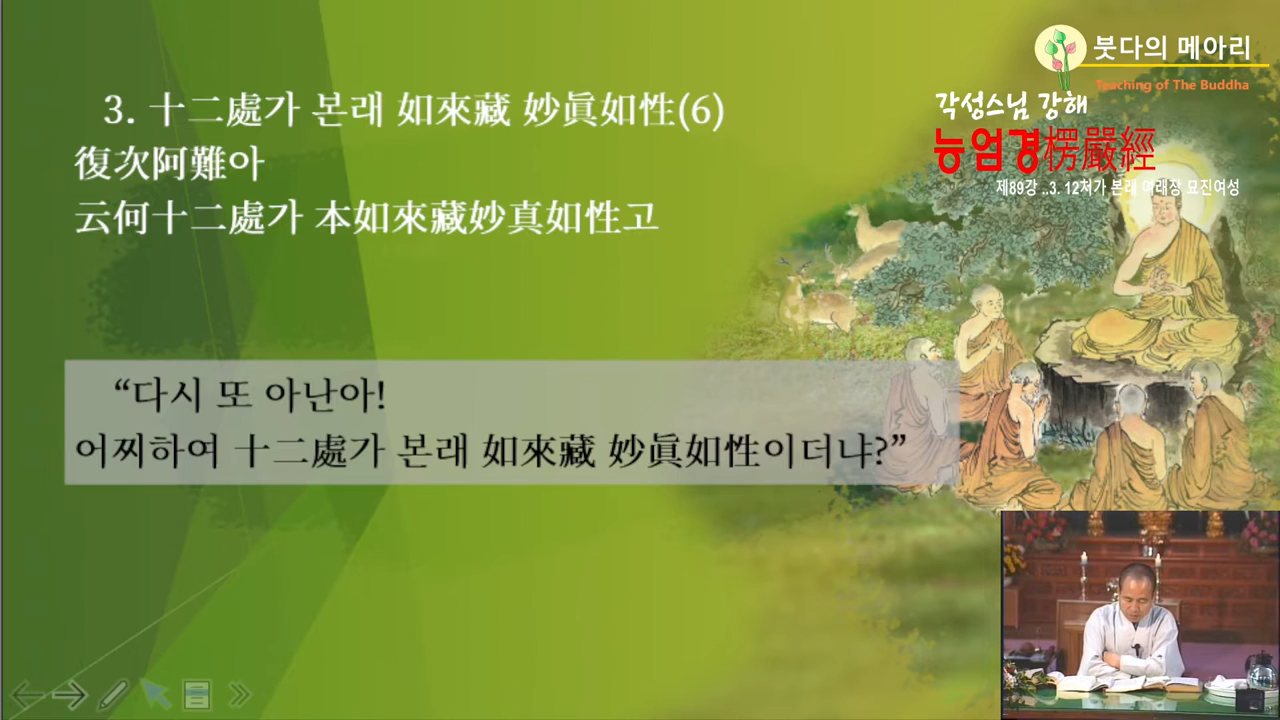 3. 十二處가 본래 如來藏 妙眞如性(6)
復次阿難아
云何十二處가 本如來藏妙真如性고
“다시 또 아난아!
어찌하여 十二處가 본래 如來藏 妙眞如性이더냐?”
붓다의 메아리
Teaching of The Buddha
각성스님 강해
능엄경楞嚴經
제89강 ..3. 12처가 본래 여래장 묘진여성